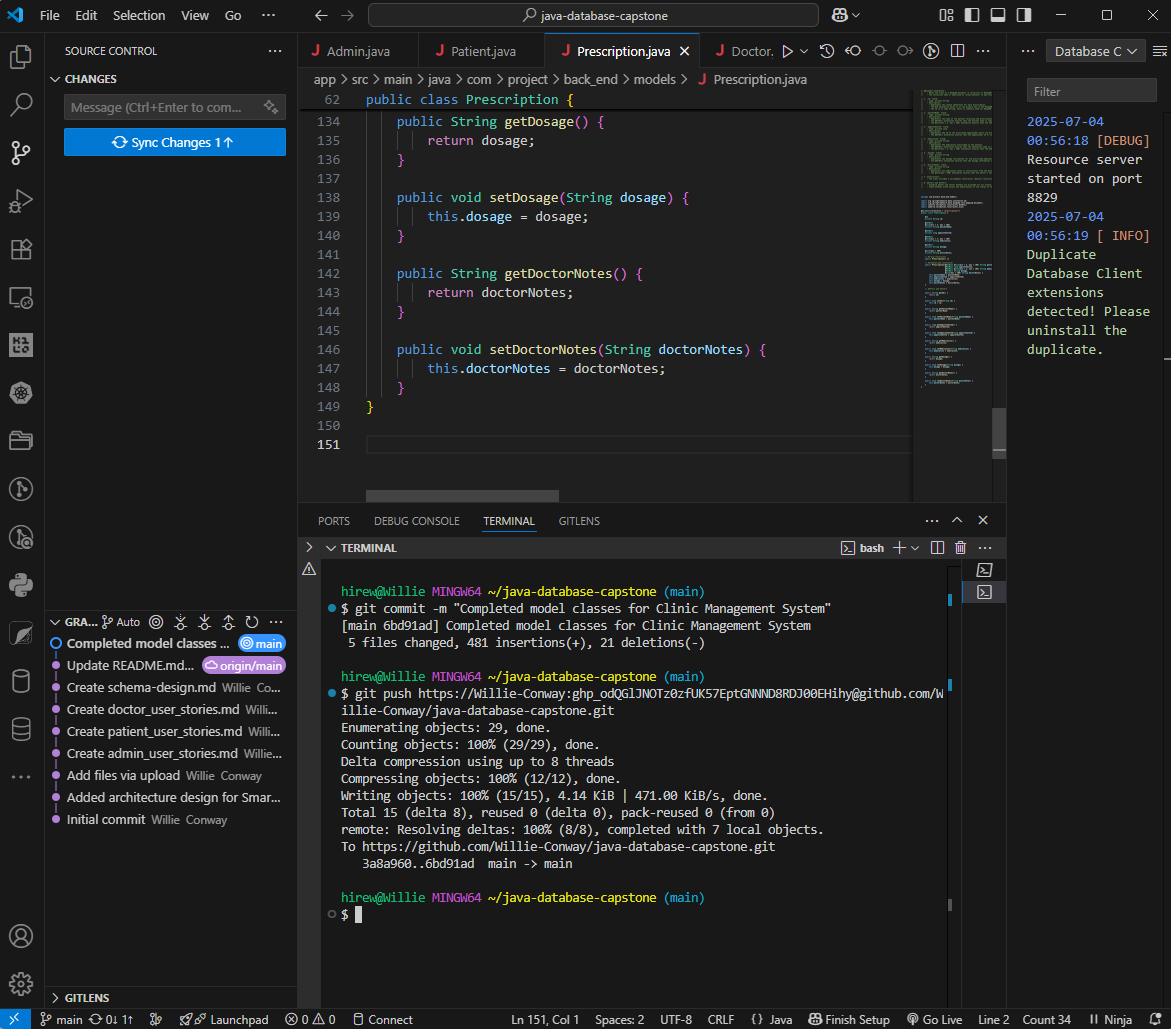 File Edit Selection View Go ··· java-database-capstone
SOURCE CONTROL
CHANGES
Message (Ctrl+Enter to com...
Sync Changes 1↑
Admin.java Patient.java Prescription.java Doctor.
app > src > main > java > com > project > back_end > models > Prescription.java
62 public class Prescription {
134 public String getDosage() {
135 return dosage;
136 }
137
138 public void setDosage(String dosage) {
139 this.dosage = dosage;
140 }
141
142 public String getDoctorNotes() {
143 return doctorNotes;
144 }
145
146 public void setDoctorNotes(String doctorNotes) {
147 this.doctorNotes = doctorNotes;
148 }
149 }
150
151
Database C
Filter
2025-07-04
00:56:18 [DEBUG]
Resource server
started on port
8829
2025-07-04
00:56:19 [ INFO]
Duplicate
Database Client
extensions
detected! Please
uninstall the
duplicate.
PORTS DEBUG CONSOLE TERMINAL GITLENS
TERMINAL bash
hirew@Willie MINGW64 ~/java-database-capstone (main)
$ git commit -m "Completed model classes for Clinic Management System"
[main 6bd91ad] Completed model classes for Clinic Management System
5 files changed, 481 insertions(+), 21 deletions(-)
hirew@Willie MINGW64 ~/java-database-capstone (main)
$ git push https://Willie-Conway:@github.com/W
illie-Conway/java-database-capstone.git
Enumerating objects: 29, done.
Counting objects: 100% (29/29), done.
Delta compression using up to 8 threads
Compressing objects: 100% (12/12), done.
Writing objects: 100% (15/15), 4.14 KiB | 471.00 KiB/s, done.
Total 15 (delta 8), reused 0 (delta 0), pack-reused 0 (from 0)
remote: Resolving deltas: 100% (8/8), completed with 7 local objects.
To https://github.com/Willie-Conway/java-database-capstone.git
3a8a960..6bd91ad main -> main
hirew@Willie MINGW64 ~/java-database-capstone (main)
$
GRA... Auto
Completed model classes ... main
Update README.md... origin/main
Create schema-design.md Willie Co...
Create doctor_user_stories.md Willi...
Create patient_user_stories.md Willi...
Create admin_user_stories.md Willie...
Add files via upload Willie Conway
Added architecture design for Smar...
Initial commit Willie Conway
GITLENS
main 0↓ 1↑ Launchpad 0 0 Connect Ln 151, Col 1 Spaces: 2 UTF-8 CRLF {} Java Finish Setup Go Live Line 2 Count 34 Ninja